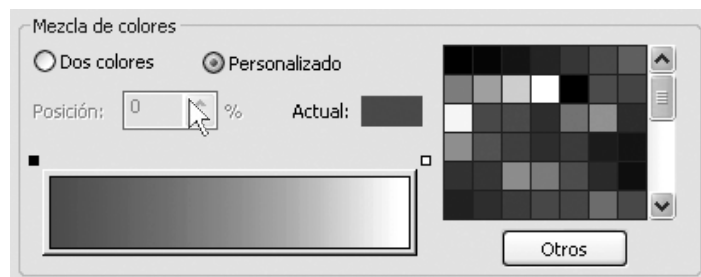 Mezcla de colores
Dos colores Personalizado
Posición: 0 % Actual:
Otros